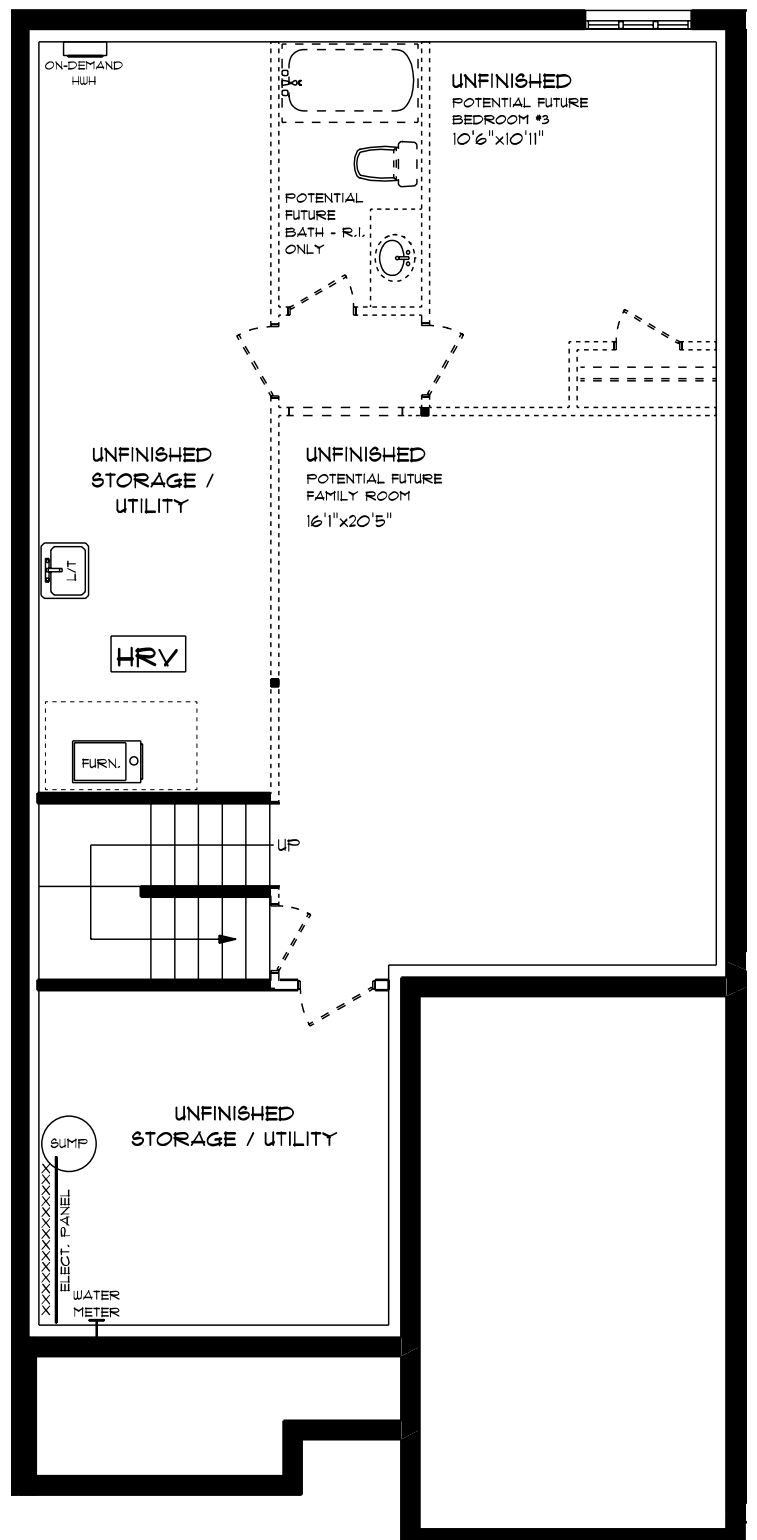 ON-DEMAND
HWH
UNFINISHED
POTENTIAL FUTURE
BEDROOM #3
10'6"x10'11"
POTENTIAL
FUTURE
BATH - R.I.
ONLY
UNFINISHED
STORAGE /
UTILITY
UNFINISHED
POTENTIAL FUTURE
FAMILY ROOM
16'1"x20'5"
L/T
HRV
FURN.
UP
UNFINISHED
STORAGE / UTILITY
SUMP
XXXXXXXXXXXXX
ELECT. PANEL
WATER
METER